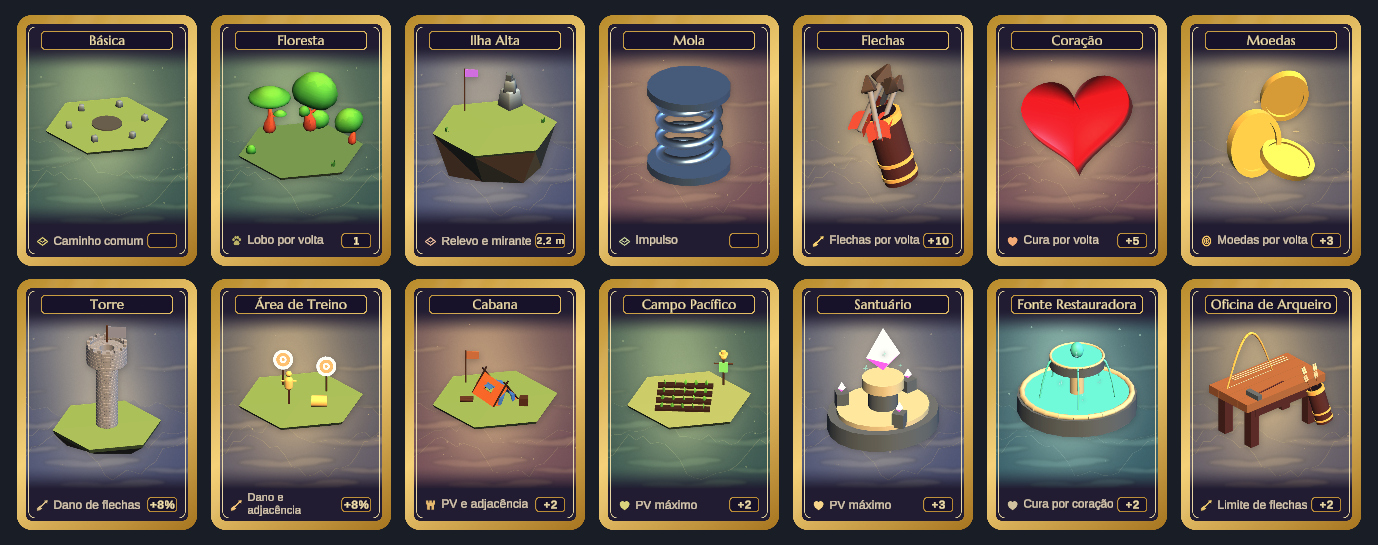 Básica
Floresta
Ilha Alta
Mola
Flechas
Coração
Moedas
Caminho comum
Lobo por volta 1
Relevo e mirante 2,2 m
Impulso
Flechas por volta +10
Cura por volta +5
Moedas por volta +3
Torre
Área de Treino
Cabana
Campo Pacífico
Santuário
Fonte Restauradora
Oficina de Arqueiro
Dano de flechas +8%
Dano e
adjacência +8%
PV e adjacência +2
PV máximo +2
PV máximo +3
Cura por coração +2
Limite de flechas +2